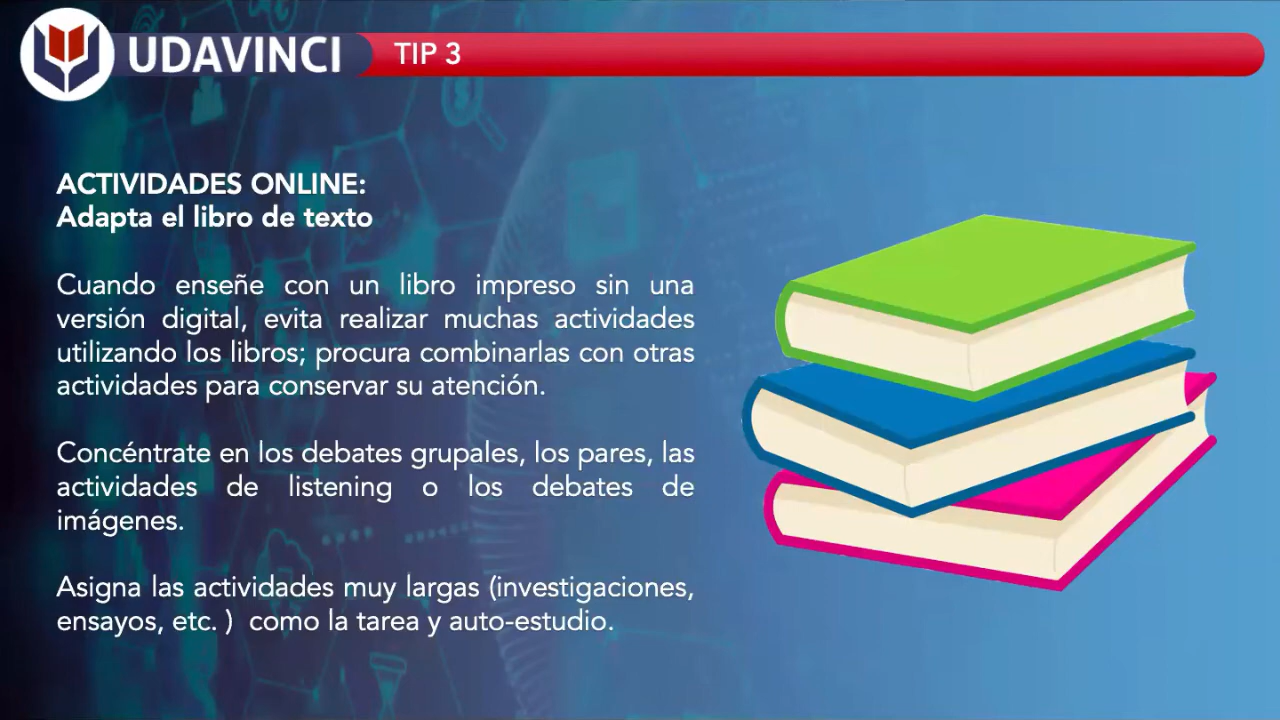 UDAVINCI
TIP 3
ACTIVIDADES ONLINE:
Adapta el libro de texto
Cuando enseñe con un libro impreso sin una
versión digital, evita realizar muchas actividades
utilizando los libros; procura combinarlas con otras
actividades para conservar su atención.
Concéntrate en los debates grupales, los pares, las
actividades de listening o los debates de
imágenes.
Asigna las actividades muy largas (investigaciones,
ensayos, etc. )  como la tarea y auto-estudio.